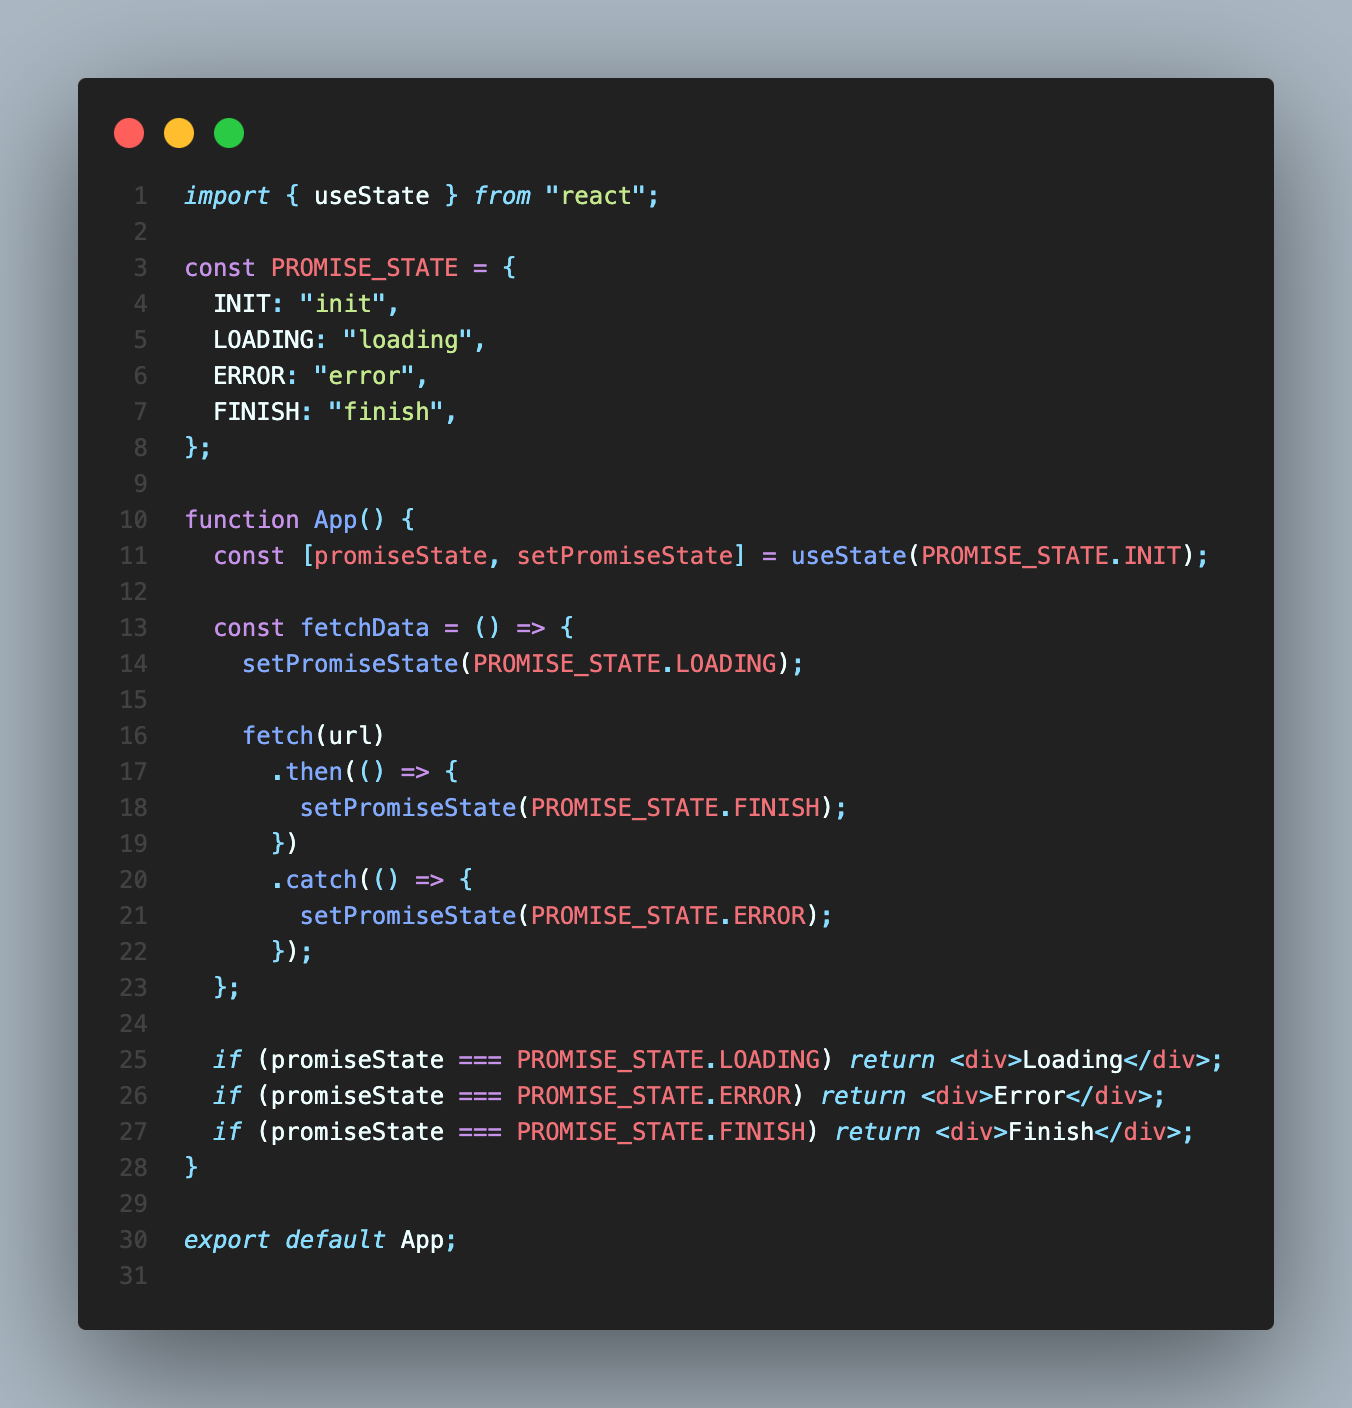 1 import { useState } from "react";
2
3 const PROMISE_STATE = {
4   INIT: "init",
5   LOADING: "loading",
6   ERROR: "error",
7   FINISH: "finish",
8 };
9
10 function App() {
11   const [promiseState, setPromiseState] = useState(PROMISE_STATE.INIT);
12
13   const fetchData = () => {
14     setPromiseState(PROMISE_STATE.LOADING);
15
16     fetch(url)
17       .then(() => {
18         setPromiseState(PROMISE_STATE.FINISH);
19       })
20       .catch(() => {
21         setPromiseState(PROMISE_STATE.ERROR);
22       });
23   };
24
25   if (promiseState === PROMISE_STATE.LOADING) return <div>Loading</div>;
26   if (promiseState === PROMISE_STATE.ERROR) return <div>Error</div>;
27   if (promiseState === PROMISE_STATE.FINISH) return <div>Finish</div>;
28 }
29
30 export default App;
31